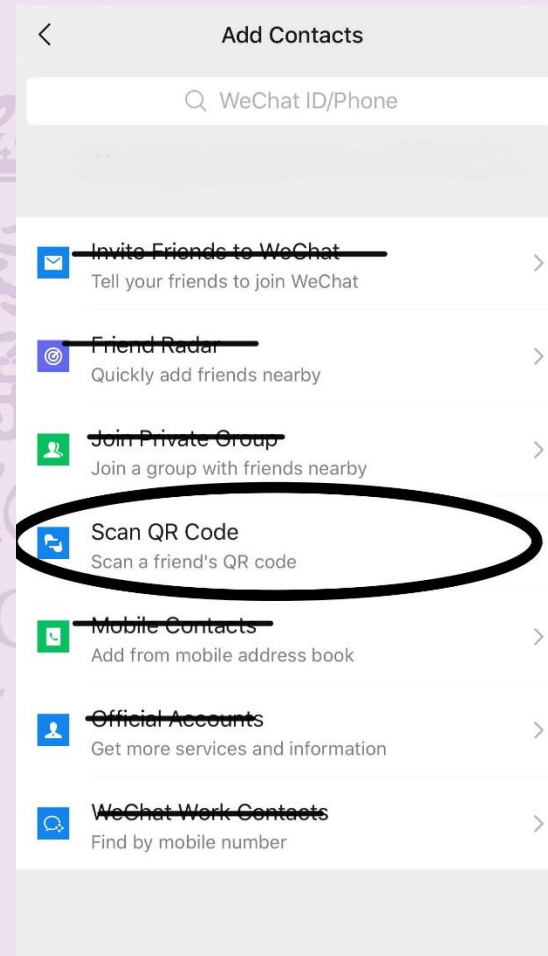 Add Contacts
WeChat ID/Phone
Invite Friends to WeChat
Tell your friends to join WeChat
Friend Radar
Quickly add friends nearby
Join Private Group
Join a group with friends nearby
Scan QR Code
Scan a friend's QR code
Mobile Contacts
Add from mobile address book
Official Accounts
Get more services and information
WeChat Work Contacts
Find by mobile number